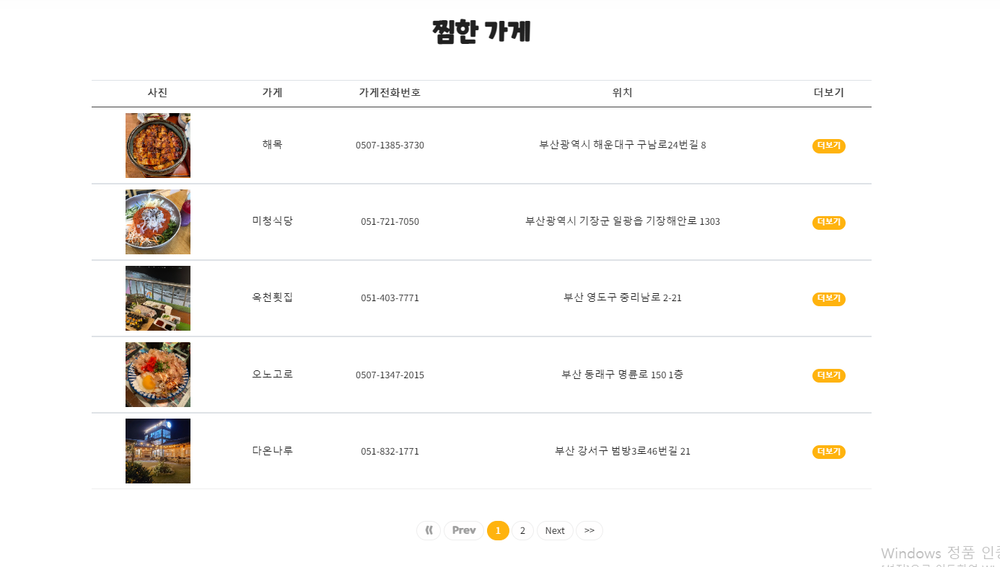 찜한 가게
사진 가게 가게전화번호 위치 더보기
해목 0507-1385-3730 부산광역시 해운대구 구남로24번길 8 더보기
미청식당 051-721-7050 부산광역시 기장군 일광읍 기장해안로 1303 더보기
옥천횟집 051-403-7771 부산 영도구 중리남로 2-21 더보기
오노고로 0507-1347-2015 부산 동래구 명륜로 150 1층 더보기
다온나루 051-832-1771 부산 강서구 범방3로46번길 21 더보기
⟪ Prev 1 2 Next >>
Windows 정품 인증